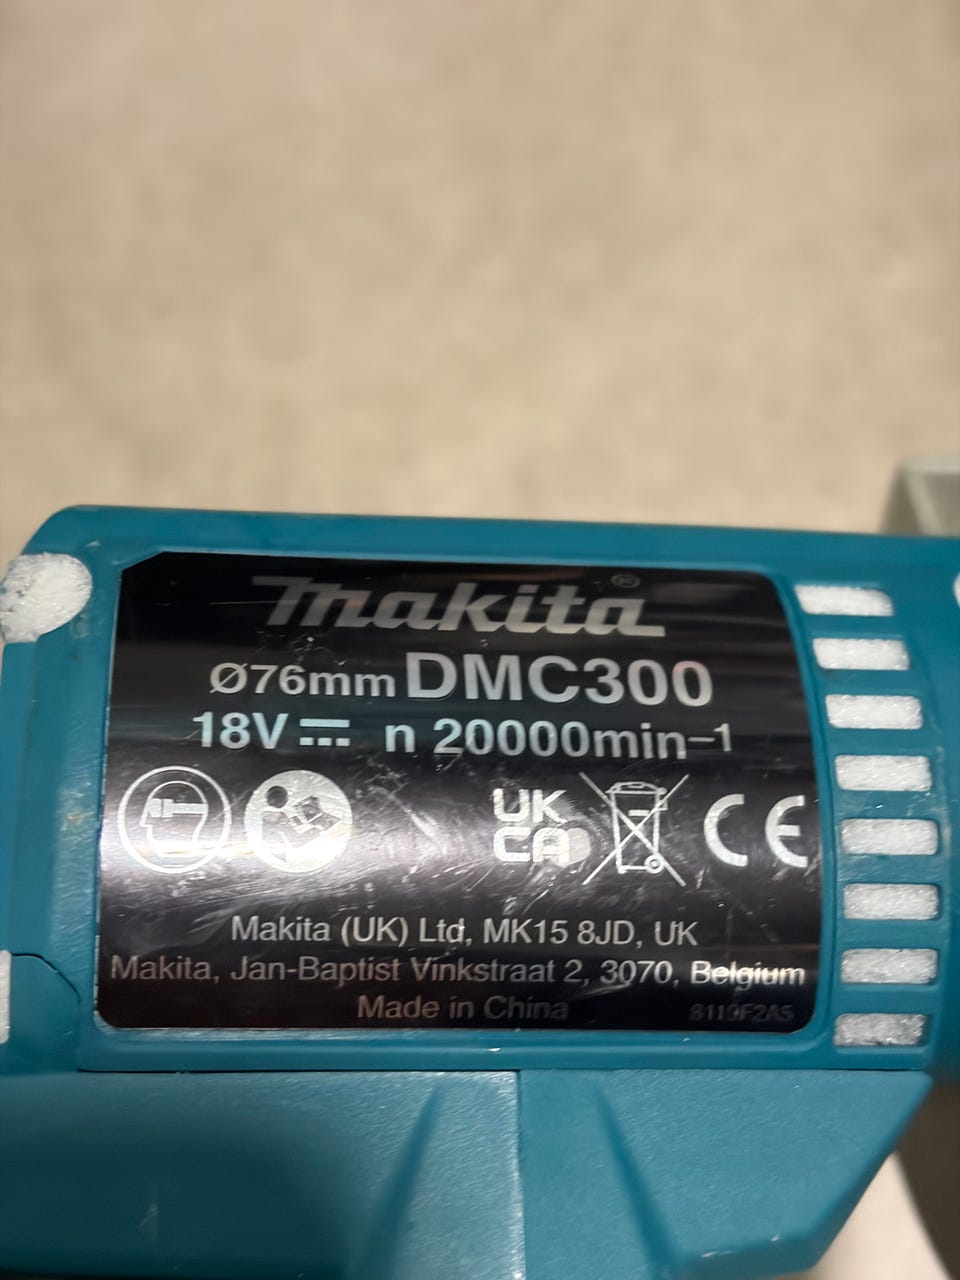 makita
Ø76mm DMC300
18V n 20000min-1
UK
CA
CE
Makita (UK) Ltd, MK15 8JD, UK
Makita, Jan-Baptist Vinkstraat 2, 3070, Belgium
Made in China